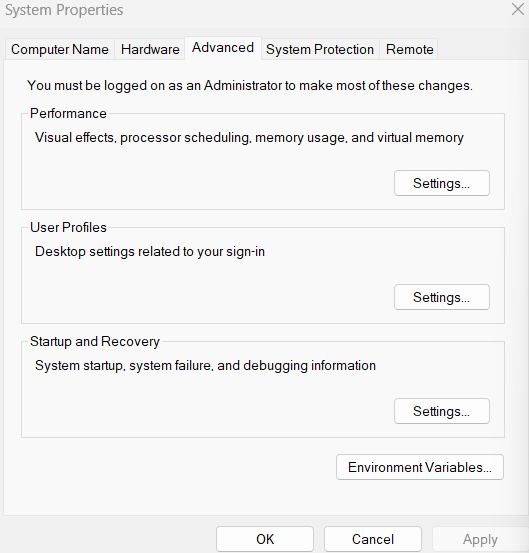 System Properties
Computer Name Hardware Advanced System Protection Remote
You must be logged on as an Administrator to make most of these changes.
Performance
Visual effects, processor scheduling, memory usage, and virtual memory
Settings...
User Profiles
Desktop settings related to your sign-in
Settings...
Startup and Recovery
System startup, system failure, and debugging information
Settings...
Environment Variables...
OK Cancel Apply